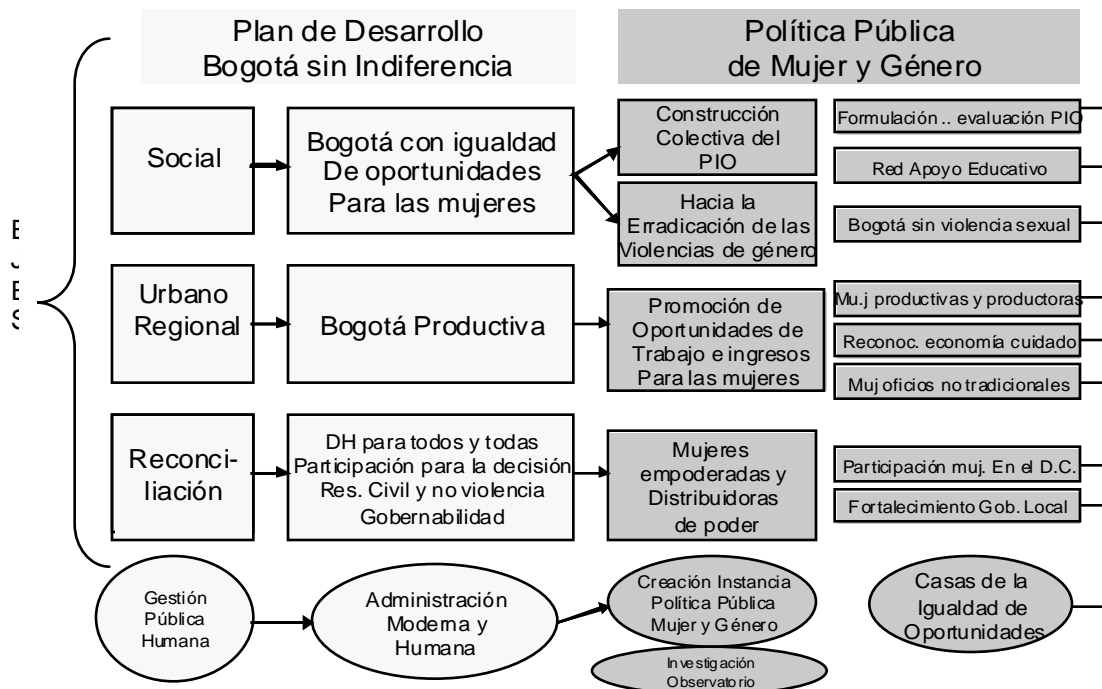 Plan de Desarrollo
Bogotá sin Indiferencia
Política Pública
de Mujer y Género
Social
Bogotá con igualdad
De oportunidades
Para las mujeres
Construcción
Colectiva del
PIO
Hacia la
Erradicación de las
Violencias de género
Formulación .. evaluación PIO
Red Apoyo Educativo
Bogotá sin violencia sexual
Urbano
Regional
Bogotá Productiva
Promoción de
Oportunidades de
Trabajo e ingresos
Para las mujeres
Mu.j productivas y productoras
Reconoc. economía cuidado
Muj oficios no tradicionales
Reconci-
liación
DH para todos y todas
Participación para la decisión
Res. Civil y no violencia
Gobernabilidad
Mujeres
empoderadas y
Distribuidoras
de poder
Participación muj. En el D.C.
Fortalecimiento Gob. Local
Gestión
Pública
Humana
Administración
Moderna y
Humana
Creación Instancia
Política Pública
Mujer y Género
Investigación
Observatorio
Casas de la
Igualdad de
Oportunidades